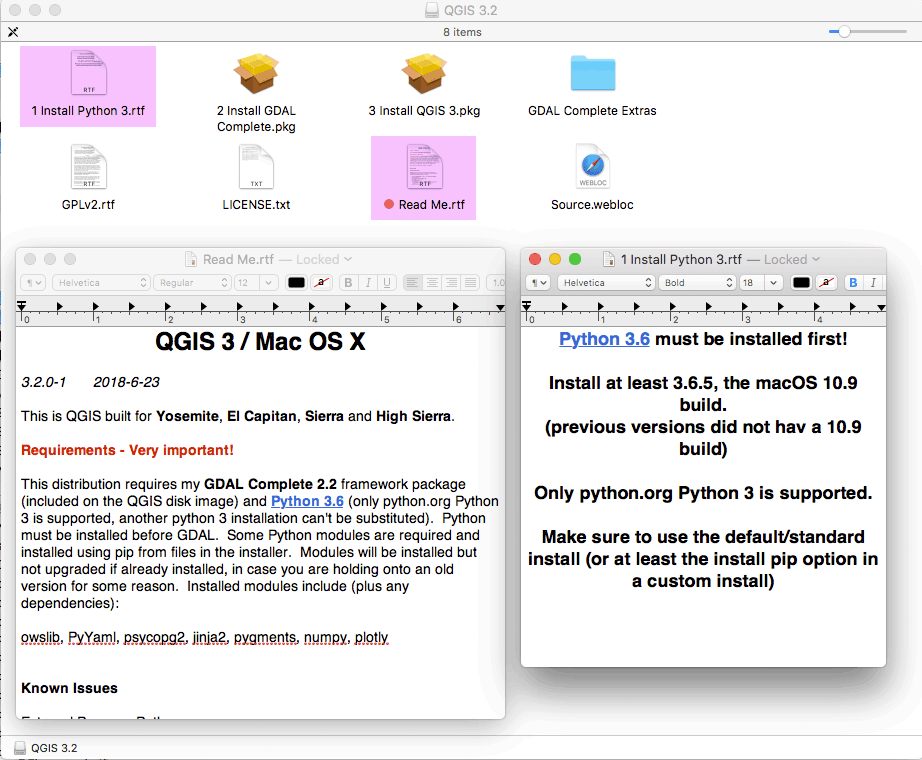 QGIS 3.2
8 items
1 Install Python 3.rtf
2 Install GDAL
Complete.pkg
3 Install QGIS 3.pkg
GDAL Complete Extras
GPLv2.rtf
LICENSE.txt
Read Me.rtf
Source.webloc
RTF
RTF
TXT
RTF
WEBLOC
Read Me.rtf — Locked
¶ Helvetica Regular 12 a B I U 1.0
0 1 2 3 4 5 6
QGIS 3 / Mac OS X
3.2.0-1 2018-6-23
This is QGIS built for Yosemite, El Capitan, Sierra and High Sierra.
Requirements - Very important!
This distribution requires my GDAL Complete 2.2 framework package
(included on the QGIS disk image) and Python 3.6 (only python.org Python
3 is supported, another python 3 installation can't be substituted). Python
must be installed before GDAL. Some Python modules are required and
installed using pip from files in the installer. Modules will be installed but
not upgraded if already installed, in case you are holding onto an old
version for some reason. Installed modules include (plus any
dependencies):
owslib, PyYaml, psycopg2, jinja2, pygments, numpy, plotly
Known Issues
1 Install Python 3.rtf — Locked
¶ Helvetica Bold 18 a B I
0 1 2 3 4
Python 3.6 must be installed first!
Install at least 3.6.5, the macOS 10.9
build.
(previous versions did not hav a 10.9
build)
Only python.org Python 3 is supported.
Make sure to use the default/standard
install (or at least the install pip option in
a custom install)
QGIS 3.2